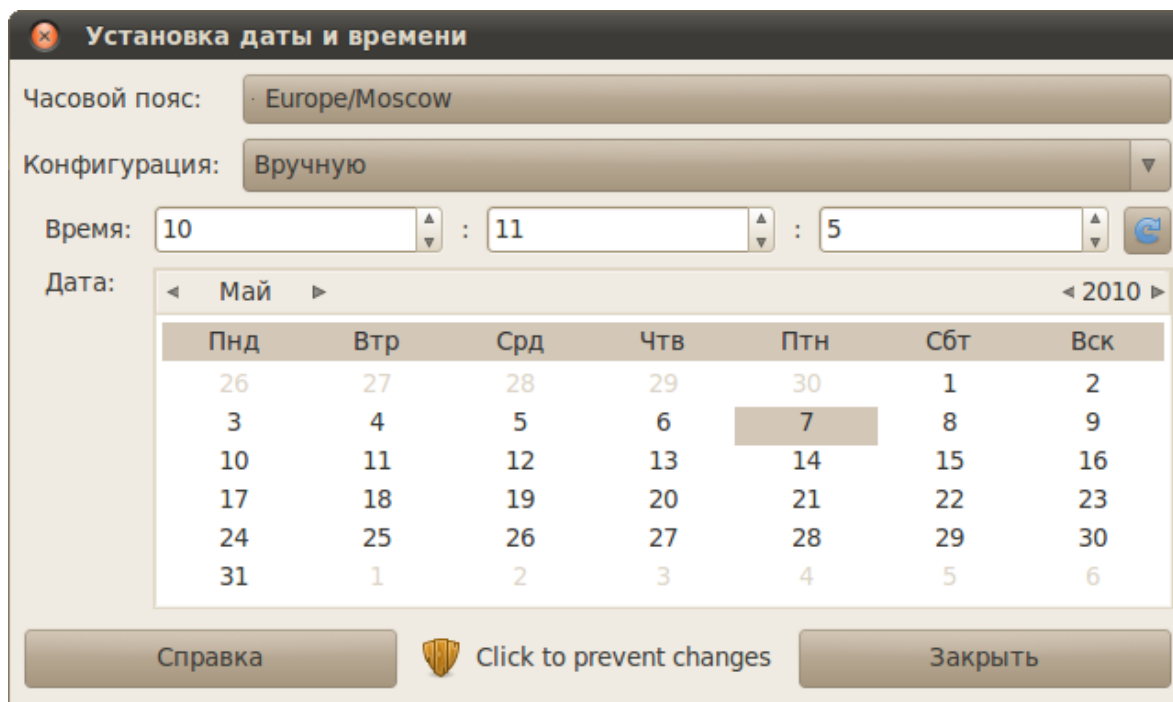 Установка даты и времени
Часовой пояс: · Europe/Moscow
Конфигурация: Вручную
Время: 10 : 11 : 5
Дата: Май 2010
Пнд Втр Срд Чтв Птн Сбт Вск
26 27 28 29 30 1 2
3 4 5 6 7 8 9
10 11 12 13 14 15 16
17 18 19 20 21 22 23
24 25 26 27 28 29 30
31 1 2 3 4 5 6
Справка Click to prevent changes Закрыть